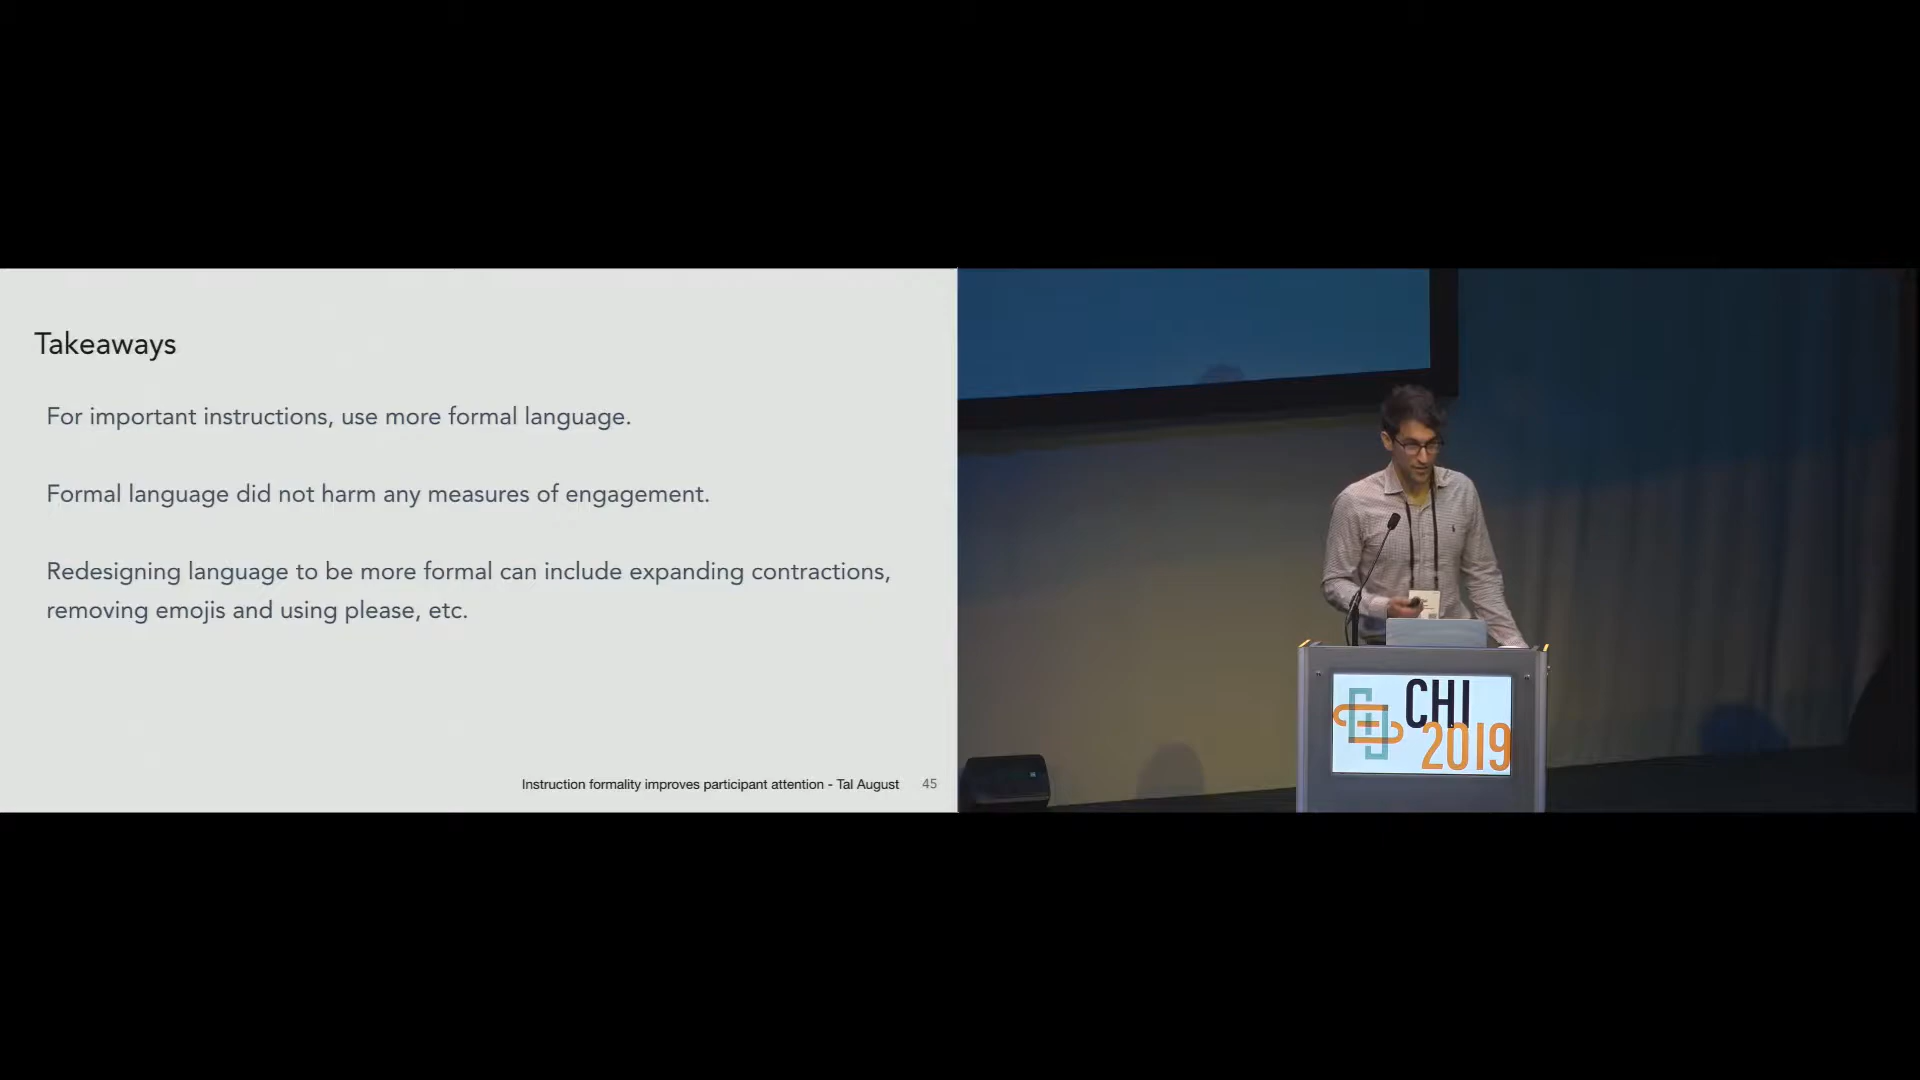 Takeaways
For important instructions, use more formal language.
Formal language did not harm any measures of engagement.
Redesigning language to be more formal can include expanding contractions,
removing emojis and using please, etc.
Instruction formality improves participant attention - Tal August 45
CHI
2019